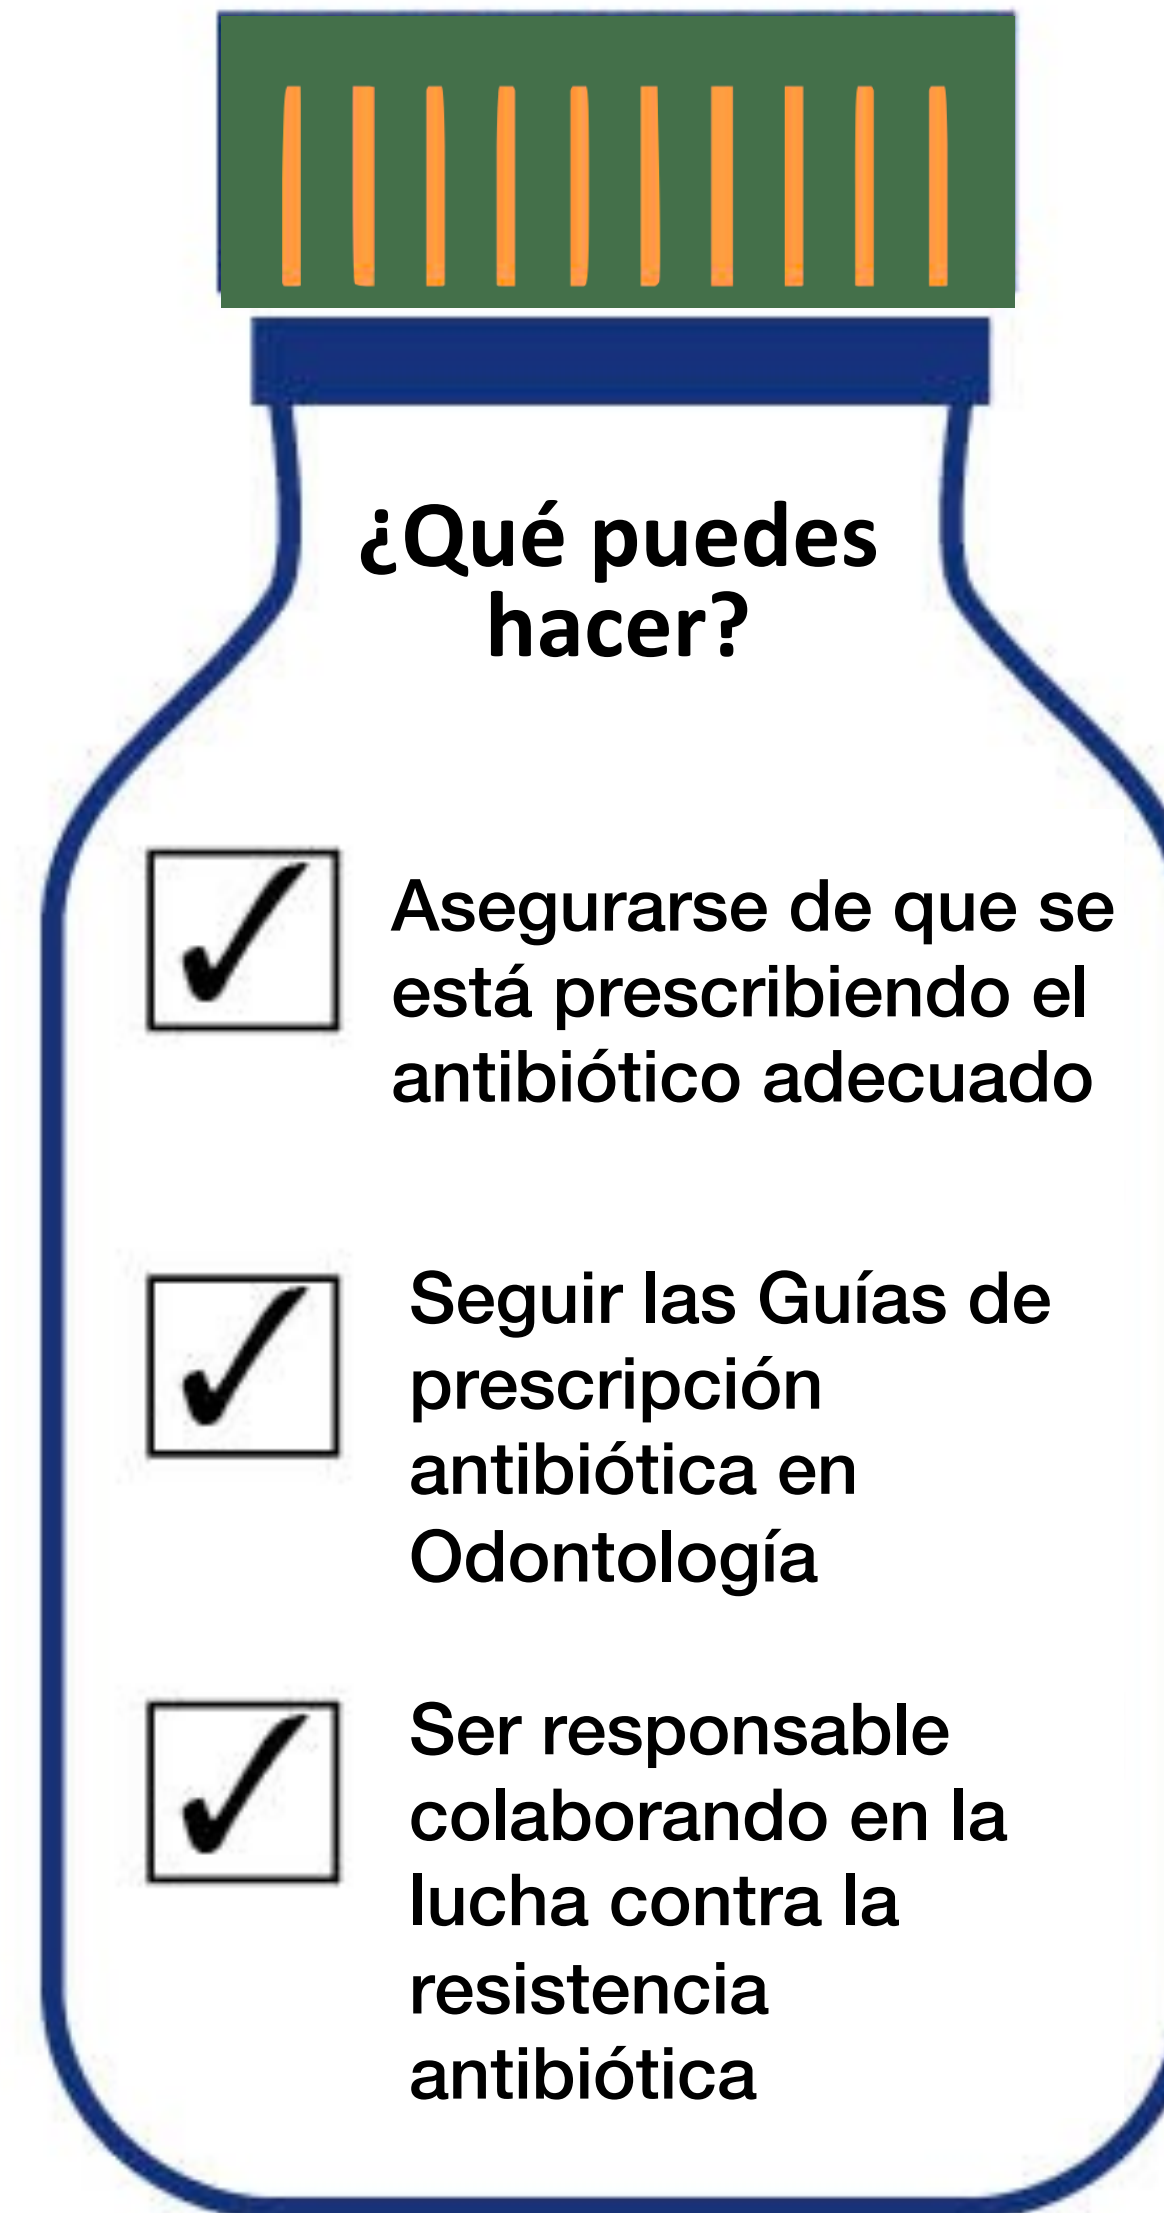 ¿Qué puedes
hacer?
Asegurarse de que se
está prescribiendo el
antibiótico adecuado
Seguir las Guías de
prescripción
antibiótica en
Odontología
Ser responsable
colaborando en la
lucha contra la
resistencia
antibiótica